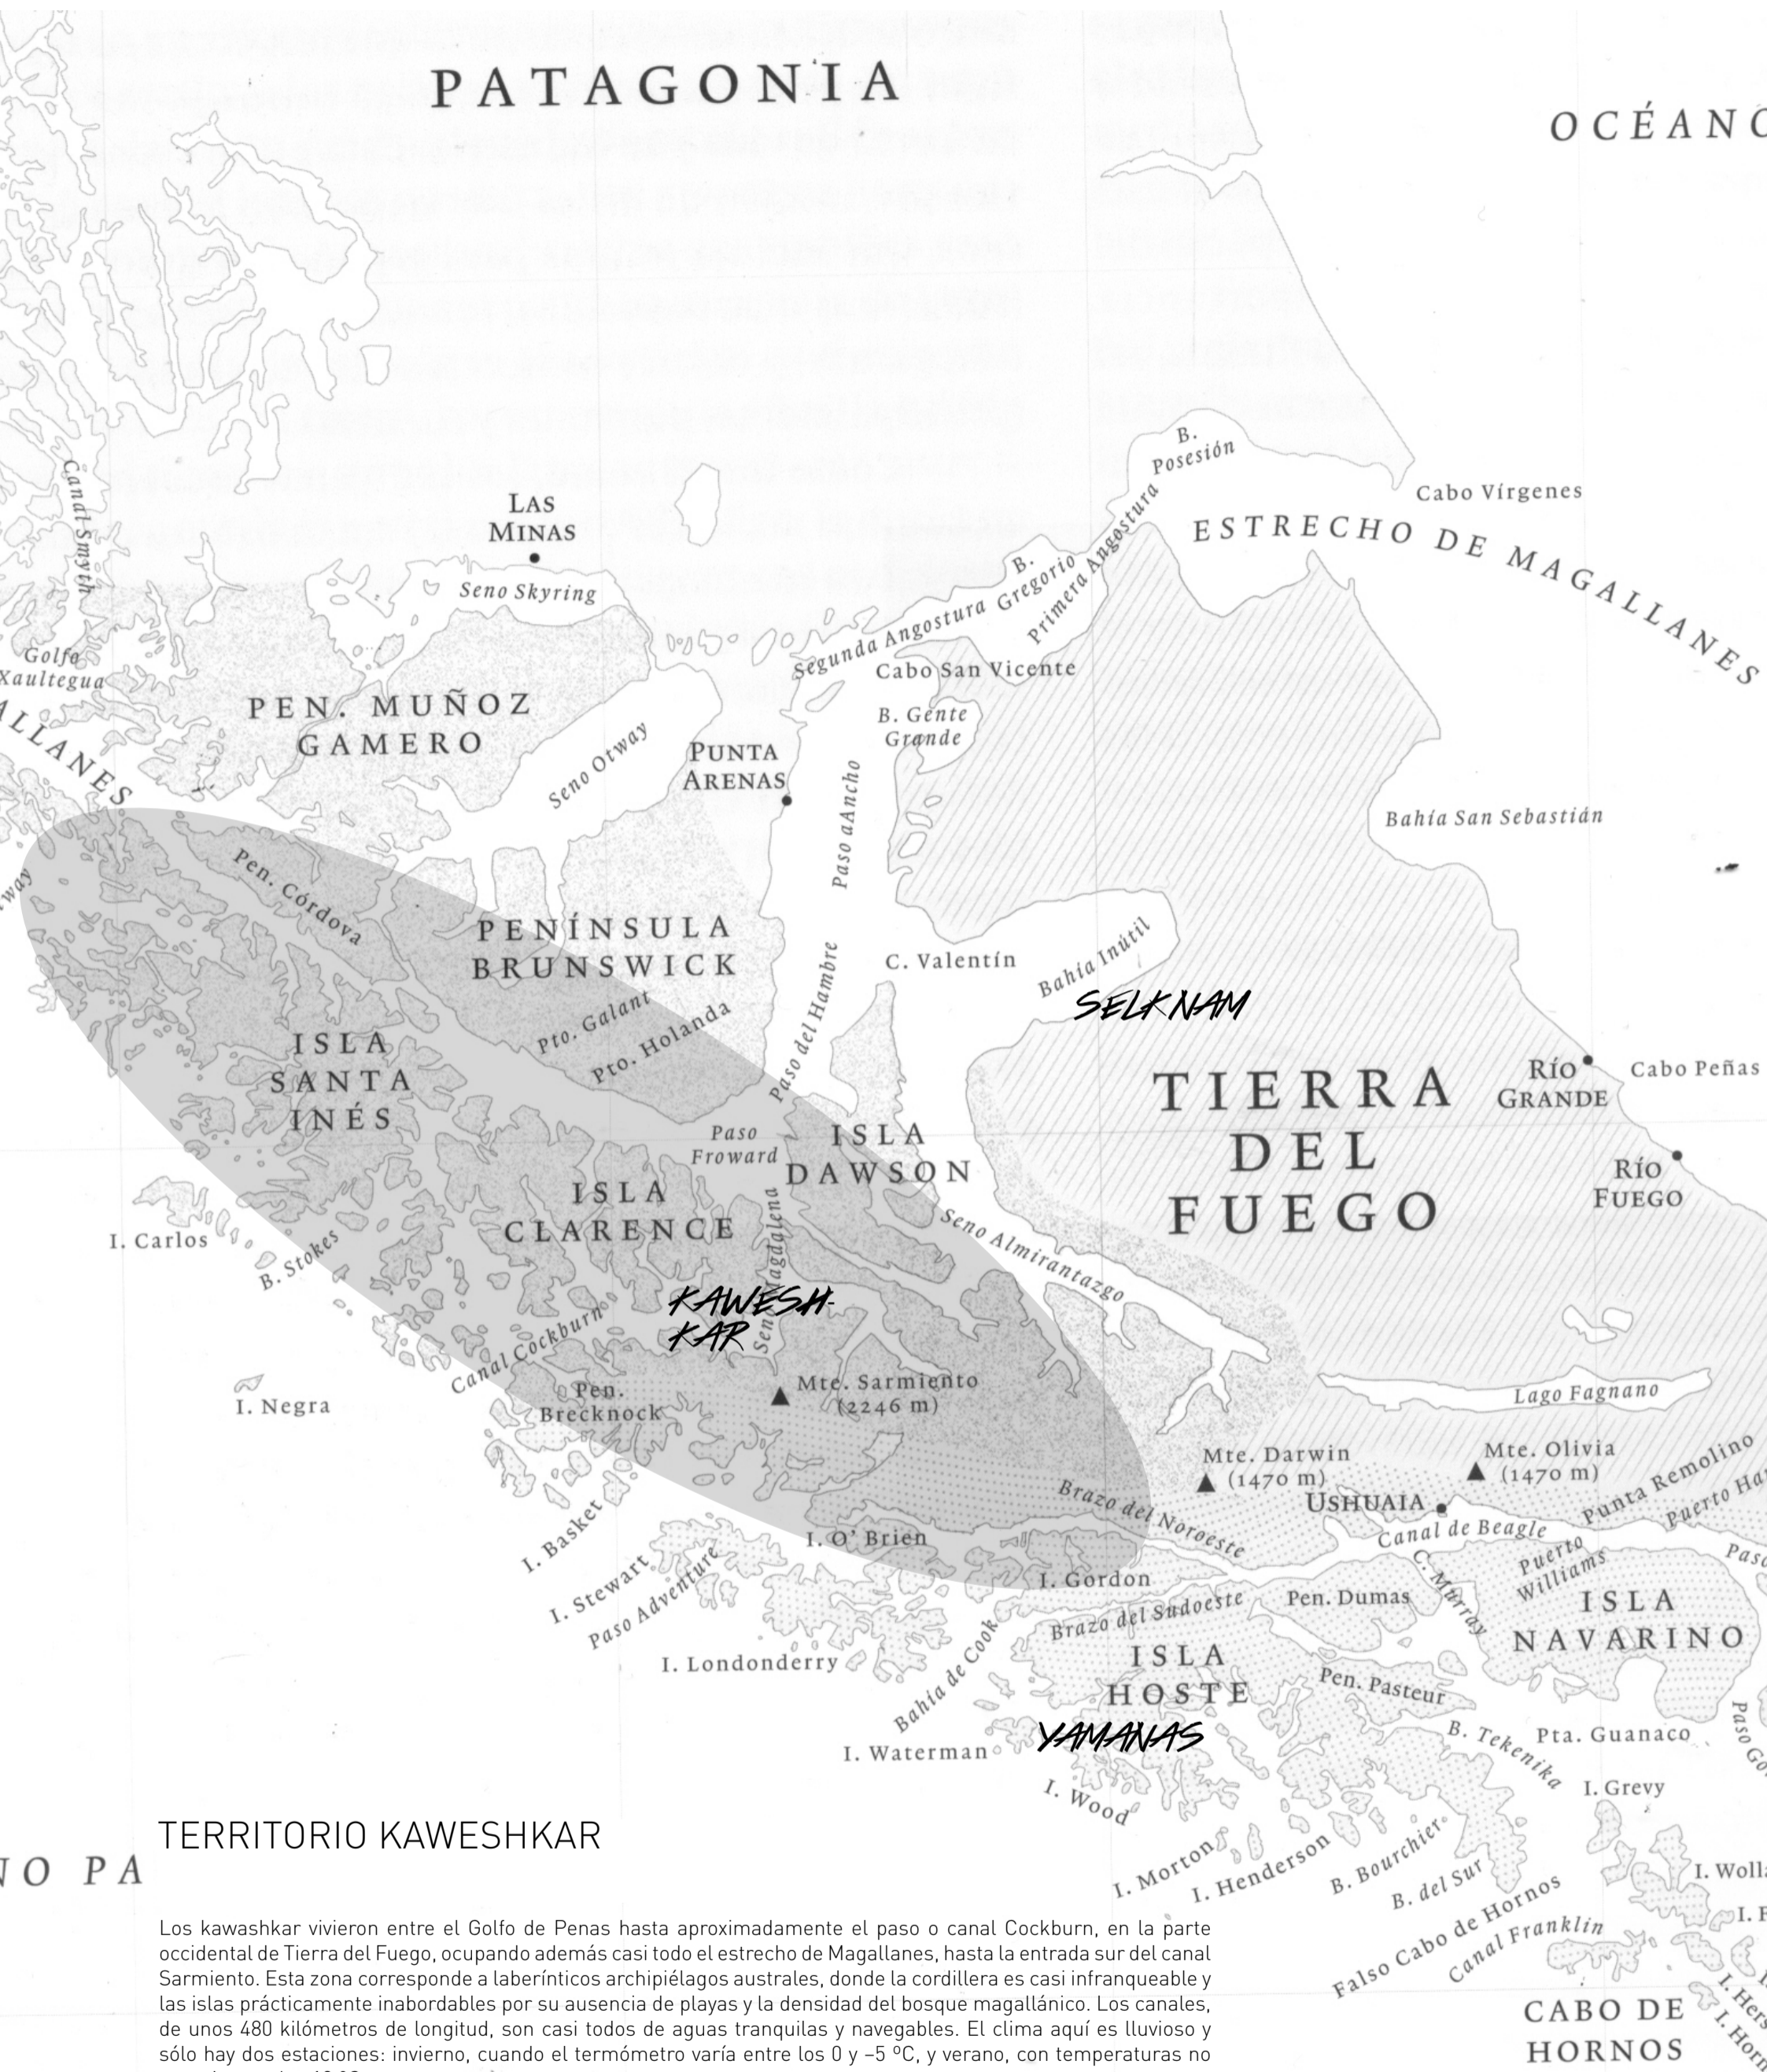 PATAGONIA
OCÉANO
B.
Posesión
Cabo Vírgenes
ESTRECHO DE MAGALLANES
Canal Smyth
LAS
MINAS
Seno Skyring
B.
Gregorio
Primera Angostura
Segunda Angostura
Cabo San Vicente
Golfo
Xaultegua
ALLANES
PEN. MUÑOZ
GAMERO
B. Gente
Grande
Seno Otway
PUNTA
ARENAS
Paso aAncho
Bahía San Sebastián
way
Pen. Córdova
PENÍNSULA
BRUNSWICK
C. Valentín
Bahía Inútil
SELKNAM
Pto. Galant
Pto. Holanda
Paso del Hambre
ISLA
SANTA
INÉS
TIERRA
DEL
FUEGO
RÍO
GRANDE
Cabo Peñas
Paso
Froward
ISLA
DAWSON
RÍO
FUEGO
ISLA
CLARENCE
Seno Magdalena
Seno Almirantazgo
I. Carlos
B. Stokes
KAWESH-
KAR
Canal Cockburn
I. Negra
Pen.
Brecknock
Mte. Sarmiento
(2246 m)
Lago Fagnano
Mte. Darwin
(1470 m)
Mte. Olivia
(1470 m)
USHUAIA
Punta Remolino
Puerto Ha
Brazo del Noroeste
Canal de Beagle
I. Basket
I. O' Brien
I. Stewart
Paso Adventure
I. Gordon
Brazo del Sudoeste
Pen. Dumas
C. Murray
Puerto
Williams
Paso
ISLA
NAVARINO
I. Londonderry
Bahía de Cook
ISLA
HOSTE
Pen. Pasteur
YAMANAS
I. Waterman
B. Tekenika
Pta. Guanaco
Paso Go
I. Wood
I. Grevy
I. Morton
I. Henderson
B. Bourchier
B. del Sur
I. Woll
I. F
Falso Cabo de Hornos
Canal Franklin
I. Hers
I. Horn
CABO DE
HORNOS
NO PA
TERRITORIO KAWESHKAR
Los kawashkar vivieron entre el Golfo de Penas hasta aproximadamente el paso o canal Cockburn, en la parte
occidental de Tierra del Fuego, ocupando además casi todo el estrecho de Magallanes, hasta la entrada sur del canal
Sarmiento. Esta zona corresponde a laberínticos archipiélagos australes, donde la cordillera es casi infranqueable y
las islas prácticamente inabordables por su ausencia de playas y la densidad del bosque magallánico. Los canales,
de unos 480 kilómetros de longitud, son casi todos de aguas tranquilas y navegables. El clima aquí es lluvioso y
sólo hay dos estaciones: invierno, cuando el termómetro varía entre los 0 y –5 ºC, y verano, con temperaturas no